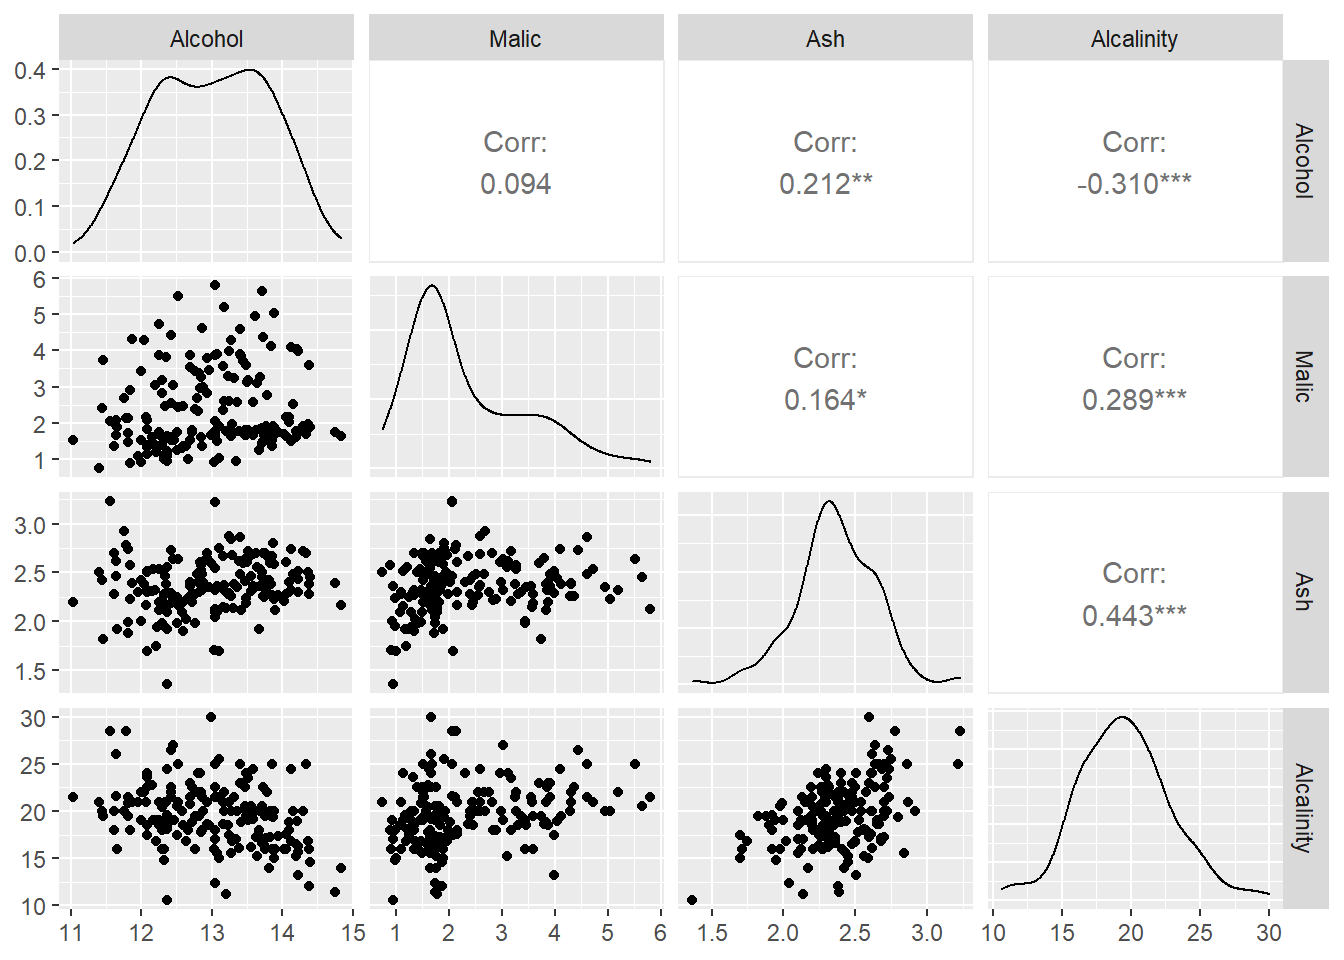 Alcohol
Malic
Ash
Alcalinity
0.4
0.3
0.2
0.1
0.0
Corr:
0.094
Corr:
0.212**
Corr:
-0.310***
Alcohol
6
5
4
3
2
1
Corr:
0.164*
Corr:
0.289***
Malic
3.0
2.5
2.0
1.5
Corr:
0.443***
Ash
30
25
20
15
10
Alcalinity
11 12 13 14 15
1 2 3 4 5 6
1.5 2.0 2.5 3.0
10 15 20 25 30